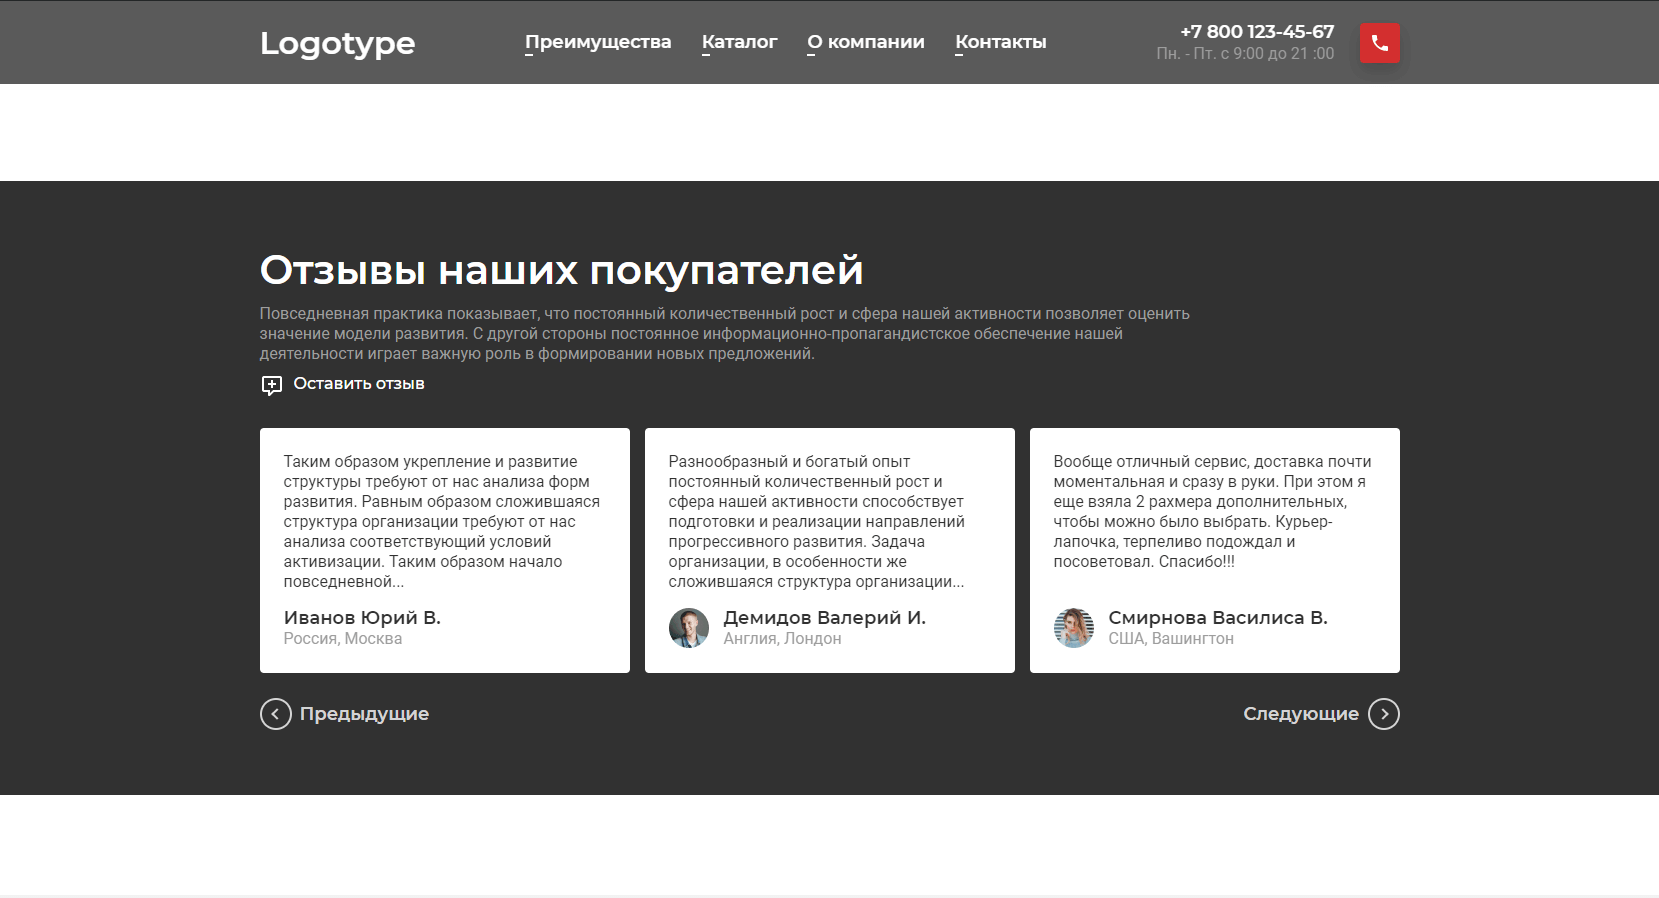 Logotype
Преимущества
Каталог
О компании
Контакты
+7 800 123-45-67
Пн. - Пт. с 9:00 до 21 :00
Отзывы наших покупателей
Повседневная практика показывает, что постоянный количественный рост и сфера нашей активности позволяет оценить
значение модели развития. С другой стороны постоянное информационно-пропагандистское обеспечение нашей
деятельности играет важную роль в формировании новых предложений.
Оставить отзыв
Таким образом укрепление и развитие
структуры требуют от нас анализа форм
развития. Равным образом сложившаяся
структура организации требуют от нас
анализа соответствующий условий
активизации. Таким образом начало
повседневной...
Иванов Юрий В.
Россия, Москва
Разнообразный и богатый опыт
постоянный количественный рост и
сфера нашей активности способствует
подготовки и реализации направлений
прогрессивного развития. Задача
организации, в особенности же
сложившаяся структура организации...
Демидов Валерий И.
Англия, Лондон
Вообще отличный сервис, доставка почти
моментальная и сразу в руки. При этом я
еще взяла 2 рахмера дополнительных,
чтобы можно было выбрать. Курьер-
лапочка, терпеливо подождал и
посоветовал. Спасибо!!!
Смирнова Василиса В.
США, Вашингтон
Предыдущие
Следующие